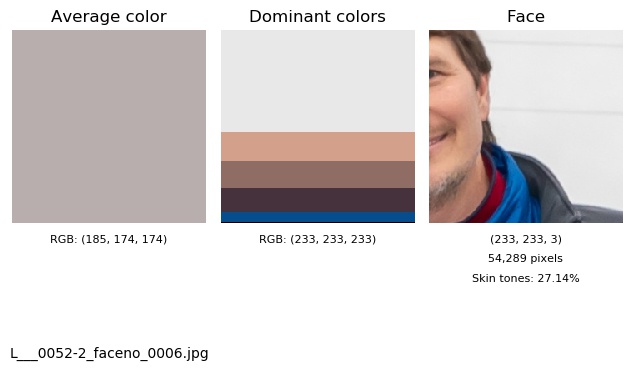 Average color
Dominant colors
Face
RGB: (185, 174, 174)
RGB: (233, 233, 233)
(233, 233, 3)
54,289 pixels
Skin tones: 27.14%
L___0052-2_faceno_0006.jpg